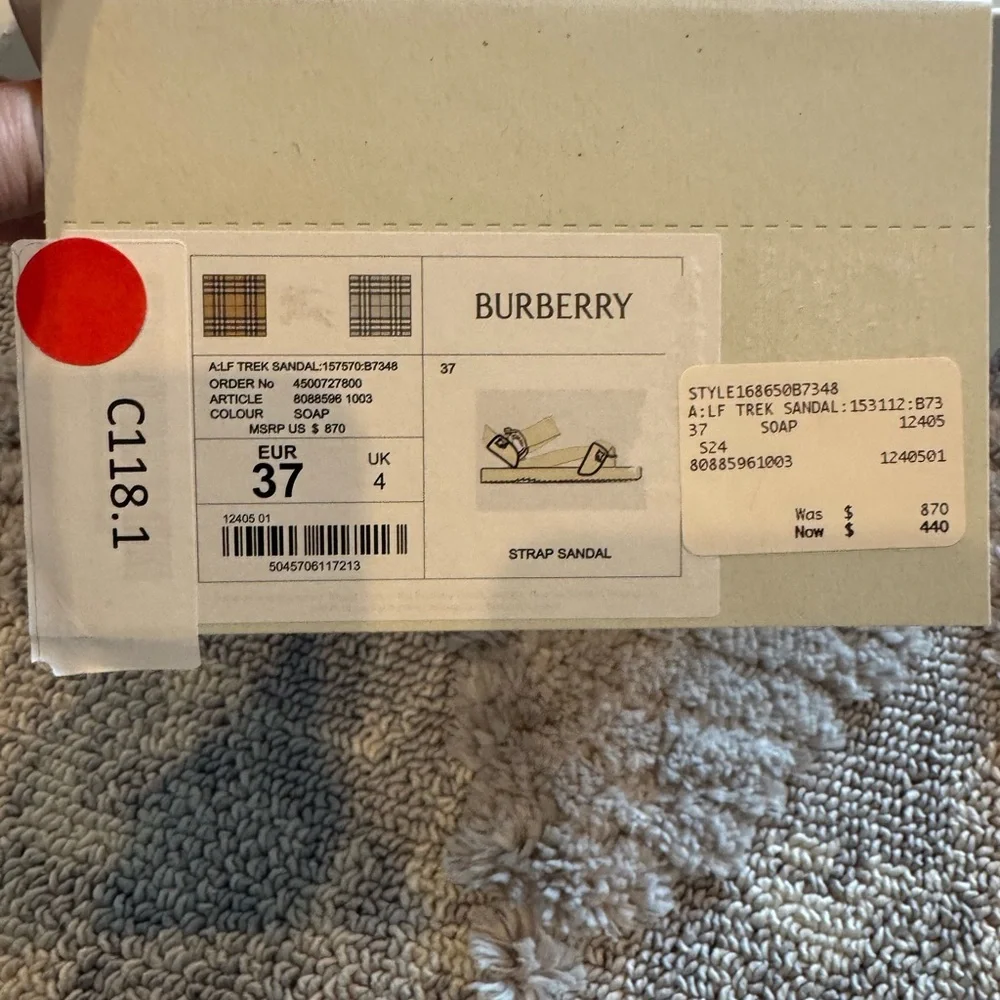 C118.1
BURBERRY
A:LF TREK SANDAL:157570:B7348
ORDER No 4500727800
ARTICLE 8088596 1003
COLOUR SOAP
MSRP US $ 870
EUR
37
UK
4
12405 01
5045706117213
37
STRAP SANDAL
STYLE168650B7348
A:LF TREK SANDAL:153112:B73
37 SOAP 12405
S24
80885961003 1240501
Was $ 870
Now $ 440